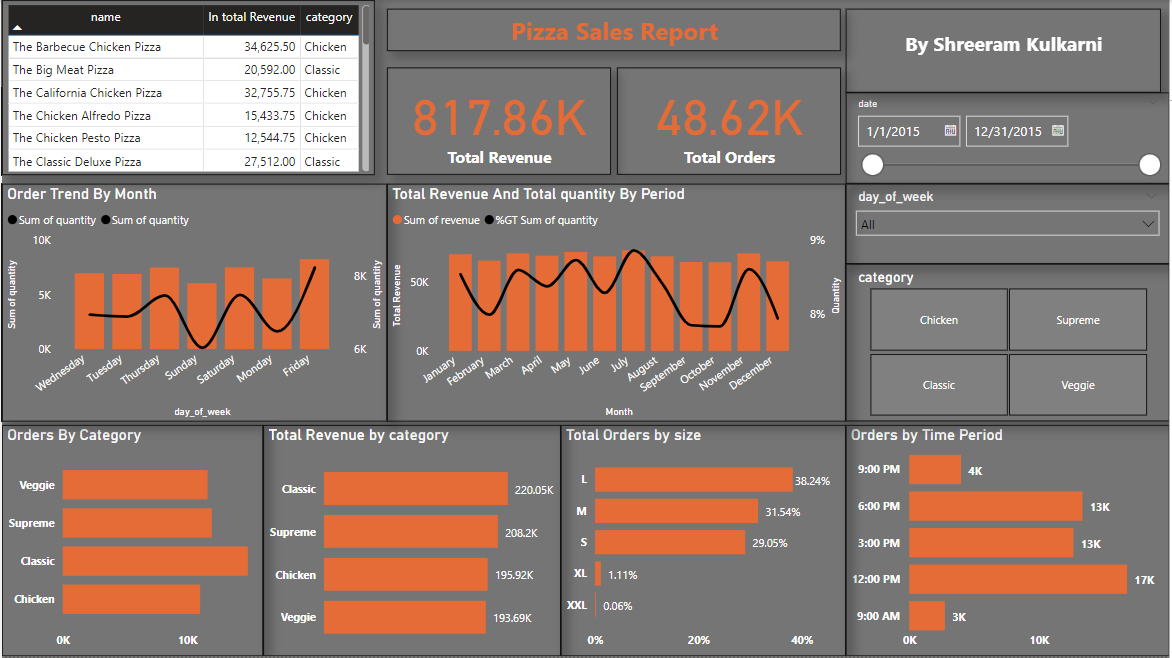 name In total Revenue category
The Barbecue Chicken Pizza 34,625.50 Chicken
The Big Meat Pizza 20,592.00 Classic
The California Chicken Pizza 32,755.75 Chicken
The Chicken Alfredo Pizza 15,433.75 Chicken
The Chicken Pesto Pizza 12,544.75 Chicken
The Classic Deluxe Pizza 27,512.00 Classic
Pizza Sales Report
817.86K
Total Revenue
48.62K
Total Orders
By Shreeram Kulkarni
date
1/1/2015 12/31/2015
day_of_week
All
category
Chicken Supreme
Classic Veggie
Order Trend By Month
Sum of quantity Sum of quantity
10K
5K
0K
Sum of quantity
8K
6K
Sum of quantity
Wednesday Tuesday Thursday Sunday Saturday Monday Friday
day_of_week
Total Revenue And Total quantity By Period
Sum of revenue %GT Sum of quantity
50K
0K
Total Revenue
9%
8%
Quantity
January February March April May June July August September October November December
Month
Orders By Category
Veggie
Supreme
Classic
Chicken
0K 10K
Total Revenue by category
Classic 220.05K
Supreme 208.2K
Chicken 195.92K
Veggie 193.69K
Total Orders by size
L 38.24%
M 31.54%
S 29.05%
XL 1.11%
XXL 0.06%
0% 20% 40%
Orders by Time Period
9:00 PM 4K
6:00 PM 13K
3:00 PM 13K
12:00 PM 17K
9:00 AM 3K
0K 10K